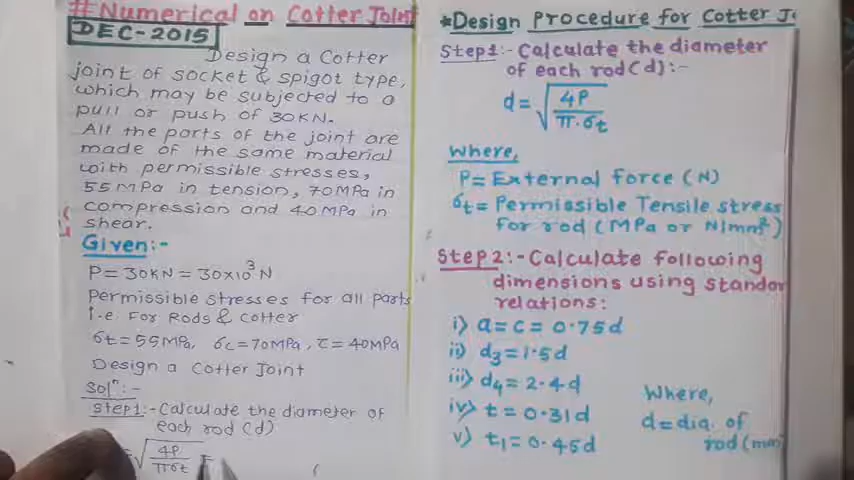 #Numerical on Cotter Joint
DEC-2015
Design a Cotter
joint of socket & spigot type,
which may be subjected to a
pull or push of 30KN.
All the parts of the joint are
made of the same material
with permissible stresses,
55MPa in tension, 70MPa in
compression and 40MPa in
shear.
Given:-
P=30KN = 30×10³N
Permissible stresses for all parts
i.e. For Rods & Cotter
σt=55MPa, σc=70MPa, τ=40MPa
Design a Cotter Joint
Solⁿ:-
Step1:-Calculate the diameter of
each rod (d)
=√(4P/πσt) =
*Design Procedure for Cotter J
Step1:-Calculate the diameter
of each rod(d):-
d=√(4P/π.σt)
Where,
P=External force (N)
σt=Permissible Tensile stress
for rod (MPa or N/mm²)
Step2:-Calculate following
dimensions using standar
relations:
i) a=c=0.75d
ii) d3=1.5d
iii) d4=2.4d
iv) t=0.31d
v) t1=0.45d
Where,
d=dia. of
rod(mm)